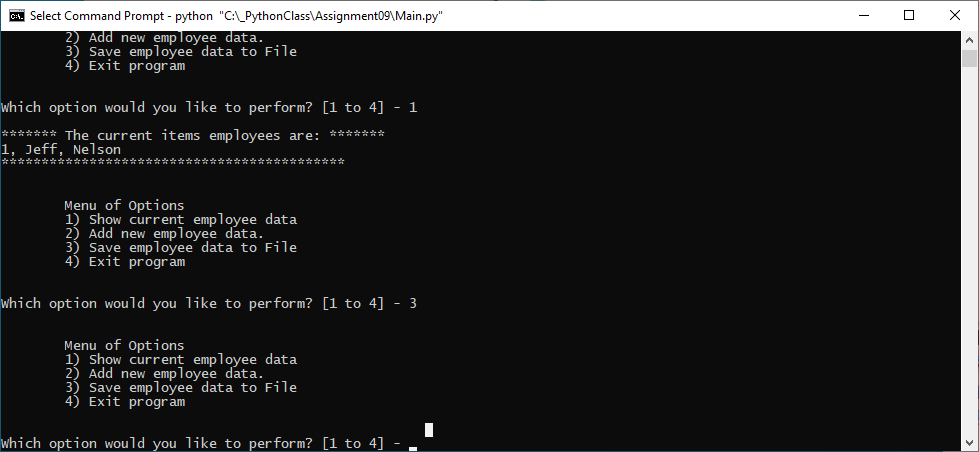 Select Command Prompt - python "C:\_PythonClass\Assignment09\Main.py"
2) Add new employee data.
3) Save employee data to File
4) Exit program
Which option would you like to perform? [1 to 4] - 1
******* The current items employees are: *******
1, Jeff, Nelson
*******************************************
Menu of Options
1) Show current employee data
2) Add new employee data.
3) Save employee data to File
4) Exit program
Which option would you like to perform? [1 to 4] - 3
Menu of Options
1) Show current employee data
2) Add new employee data.
3) Save employee data to File
4) Exit program
Which option would you like to perform? [1 to 4] -